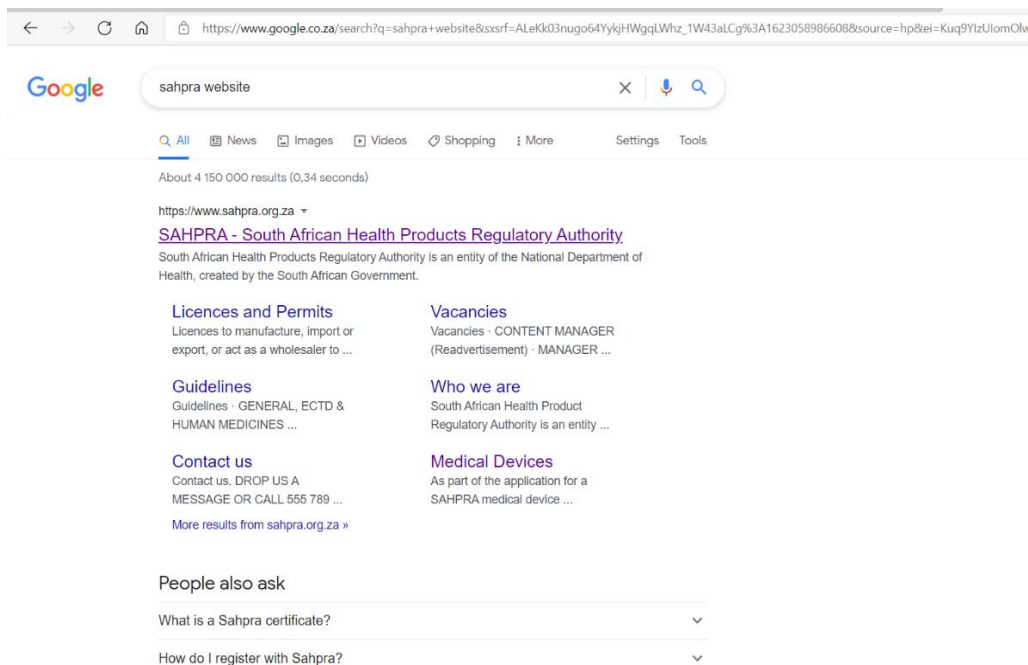 https://www.google.co.za/search?q=sahpra+website&sxsrf=ALeKk03nugo64YykjHWgqLWhz_1W43aLCg%3A1623058986608&source=hp&ei=Kuq9YIzUIomOlw
Google
sahpra website
All News Images Videos Shopping More Settings Tools
About 4 150 000 results (0,34 seconds)
https://www.sahpra.org.za
SAHPRA - South African Health Products Regulatory Authority
South African Health Products Regulatory Authority is an entity of the National Department of
Health, created by the South African Government.
Licences and Permits
Licences to manufacture, import or
export, or act as a wholesaler to ...
Vacancies
Vacancies · CONTENT MANAGER
(Readvertisement) · MANAGER ...
Guidelines
Guidelines · GENERAL, ECTD &
HUMAN MEDICINES ...
Who we are
South African Health Product
Regulatory Authority is an entity ...
Contact us
Contact us. DROP US A
MESSAGE OR CALL 555 789 ...
Medical Devices
As part of the application for a
SAHPRA medical device ...
More results from sahpra.org.za »
People also ask
What is a Sahpra certificate?
How do I register with Sahpra?